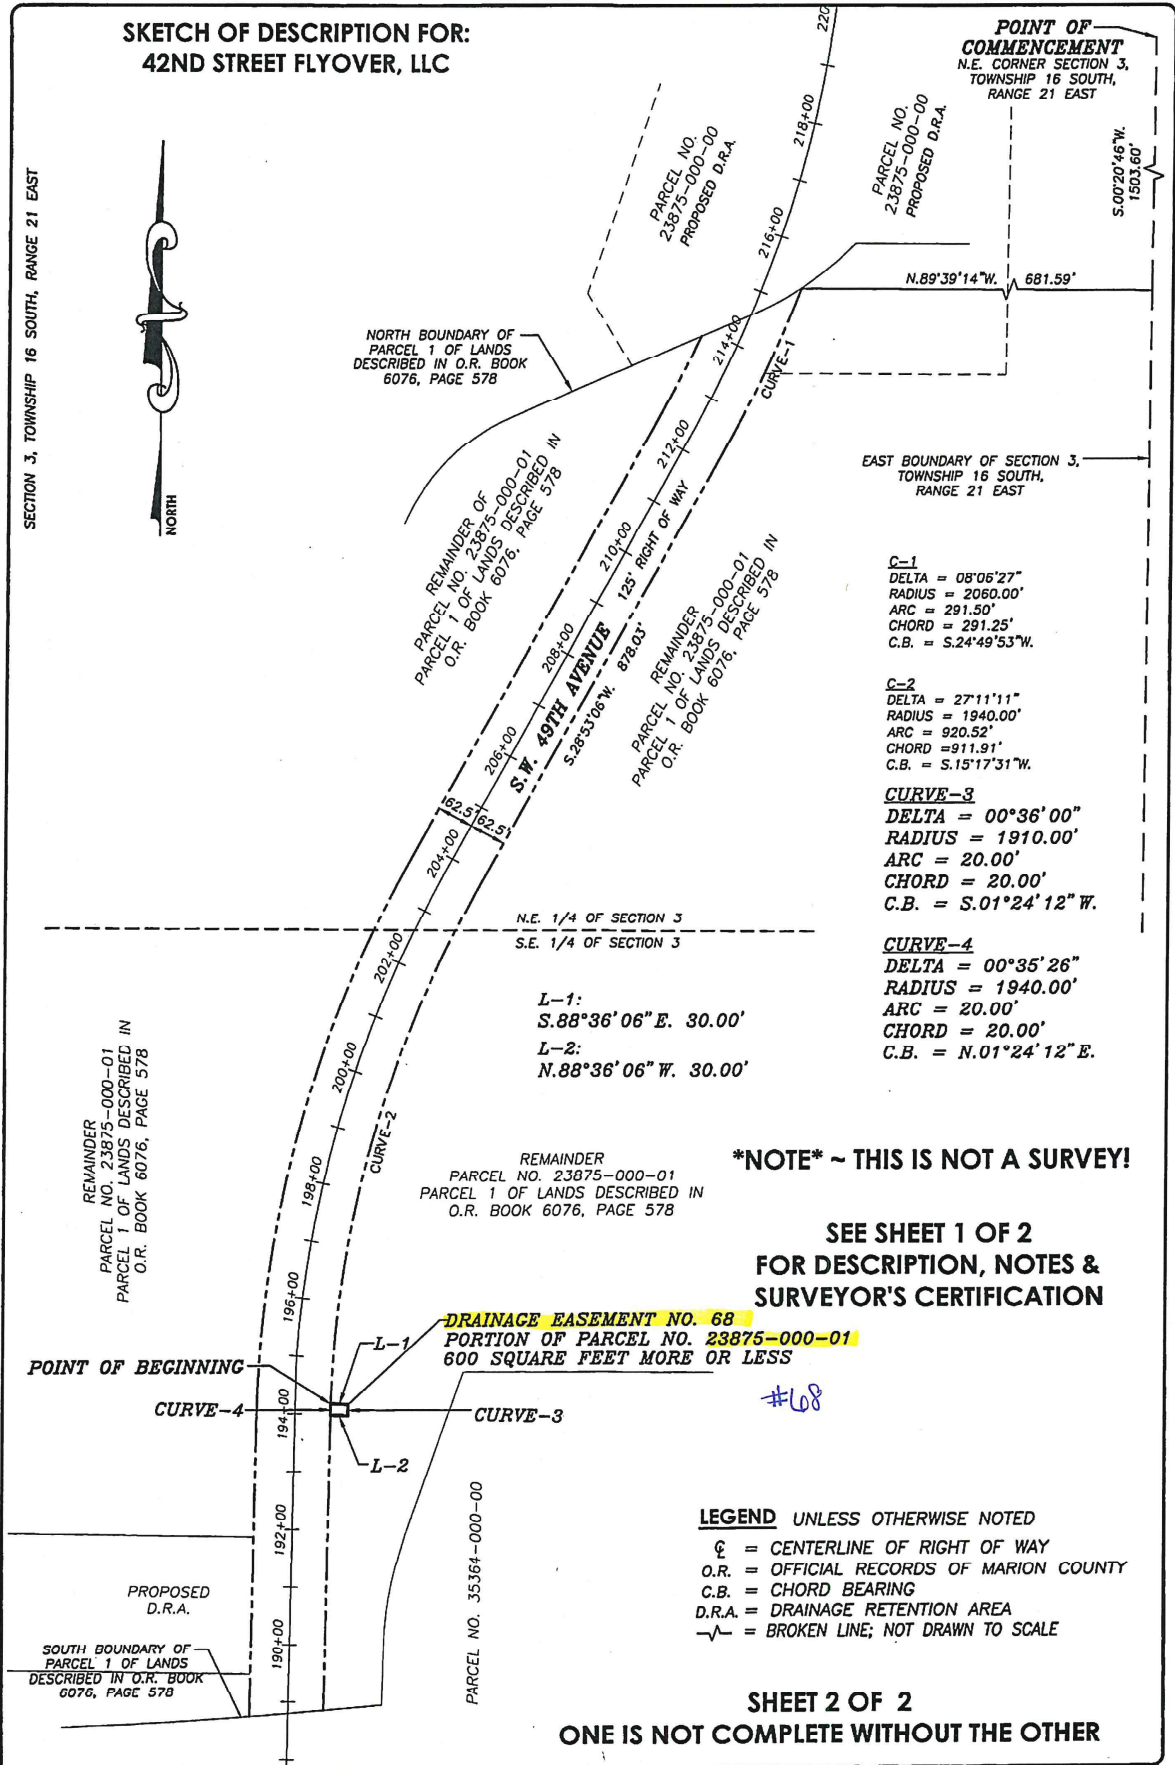 SKETCH OF DESCRIPTION FOR:
42ND STREET FLYOVER, LLC
POINT OF
COMMENCEMENT
N.E. CORNER SECTION 3,
TOWNSHIP 16 SOUTH,
RANGE 21 EAST
S.00°20'46"W.
1503.60'
SECTION 3, TOWNSHIP 16 SOUTH, RANGE 21 EAST
NORTH
220
218+00
216+00
214+00
212+00
210+00
208+00
206+00
204+00
202+00
200+00
198+00
196+00
194+00
192+00
190+00
PARCEL NO.
23875-000-00
PROPOSED D.R.A.
PARCEL NO.
23875-000-00
PROPOSED D.R.A.
N.89°39'14"W. 681.59'
NORTH BOUNDARY OF
PARCEL 1 OF LANDS
DESCRIBED IN O.R. BOOK
6076, PAGE 578
CURVE-1
EAST BOUNDARY OF SECTION 3,
TOWNSHIP 16 SOUTH,
RANGE 21 EAST
REMAINDER OF
PARCEL NO. 23875-000-01
PARCEL 1 OF LANDS DESCRIBED IN
O.R. BOOK 6076, PAGE 578
125' RIGHT OF WAY
S.W. 49TH AVENUE
S.28°53'06"W. 878.03'
REMAINDER
PARCEL NO. 23875-000-01
PARCEL 1 OF LANDS DESCRIBED IN
O.R. BOOK 6076, PAGE 578
62.5'
62.5'
C-1
DELTA = 08°06'27"
RADIUS = 2060.00'
ARC = 291.50'
CHORD = 291.25'
C.B. = S.24°49'53"W.
C-2
DELTA = 27°11'11"
RADIUS = 1940.00'
ARC = 920.52'
CHORD =911.91'
C.B. = S.15°17'31"W.
CURVE-3
DELTA = 00°36'00"
RADIUS = 1910.00'
ARC = 20.00'
CHORD = 20.00'
C.B. = S.01°24'12"W.
CURVE-4
DELTA = 00°35'26"
RADIUS = 1940.00'
ARC = 20.00'
CHORD = 20.00'
C.B. = N.01°24'12"E.
N.E. 1/4 OF SECTION 3
S.E. 1/4 OF SECTION 3
L-1:
S.88°36'06"E. 30.00'
L-2:
N.88°36'06"W. 30.00'
REMAINDER
PARCEL NO. 23875-000-01
PARCEL 1 OF LANDS DESCRIBED IN
O.R. BOOK 6076, PAGE 578
CURVE-2
REMAINDER
PARCEL NO. 23875-000-01
PARCEL 1 OF LANDS DESCRIBED IN
O.R. BOOK 6076, PAGE 578
*NOTE* ~ THIS IS NOT A SURVEY!
SEE SHEET 1 OF 2
FOR DESCRIPTION, NOTES &
SURVEYOR'S CERTIFICATION
DRAINAGE EASEMENT NO. 68
PORTION OF PARCEL NO. 23875-000-01
600 SQUARE FEET MORE OR LESS
#68
L-1
POINT OF BEGINNING
CURVE-4
CURVE-3
L-2
PARCEL NO. 35364-000-00
PROPOSED
D.R.A.
SOUTH BOUNDARY OF
PARCEL 1 OF LANDS
DESCRIBED IN O.R. BOOK
6076, PAGE 578
LEGEND UNLESS OTHERWISE NOTED
℄ = CENTERLINE OF RIGHT OF WAY
O.R. = OFFICIAL RECORDS OF MARION COUNTY
C.B. = CHORD BEARING
D.R.A. = DRAINAGE RETENTION AREA
= BROKEN LINE; NOT DRAWN TO SCALE
SHEET 2 OF 2
ONE IS NOT COMPLETE WITHOUT THE OTHER